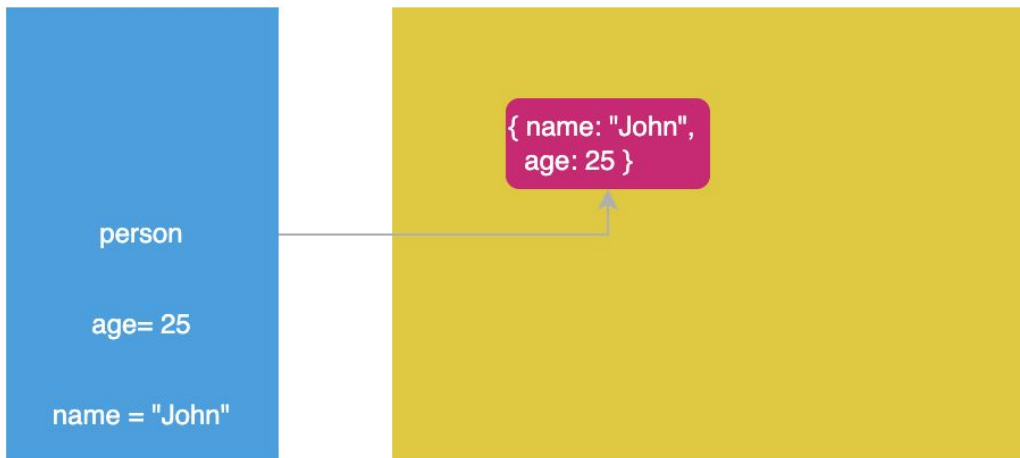 { name: "John",
age: 25 }
person
age= 25
name = "John"